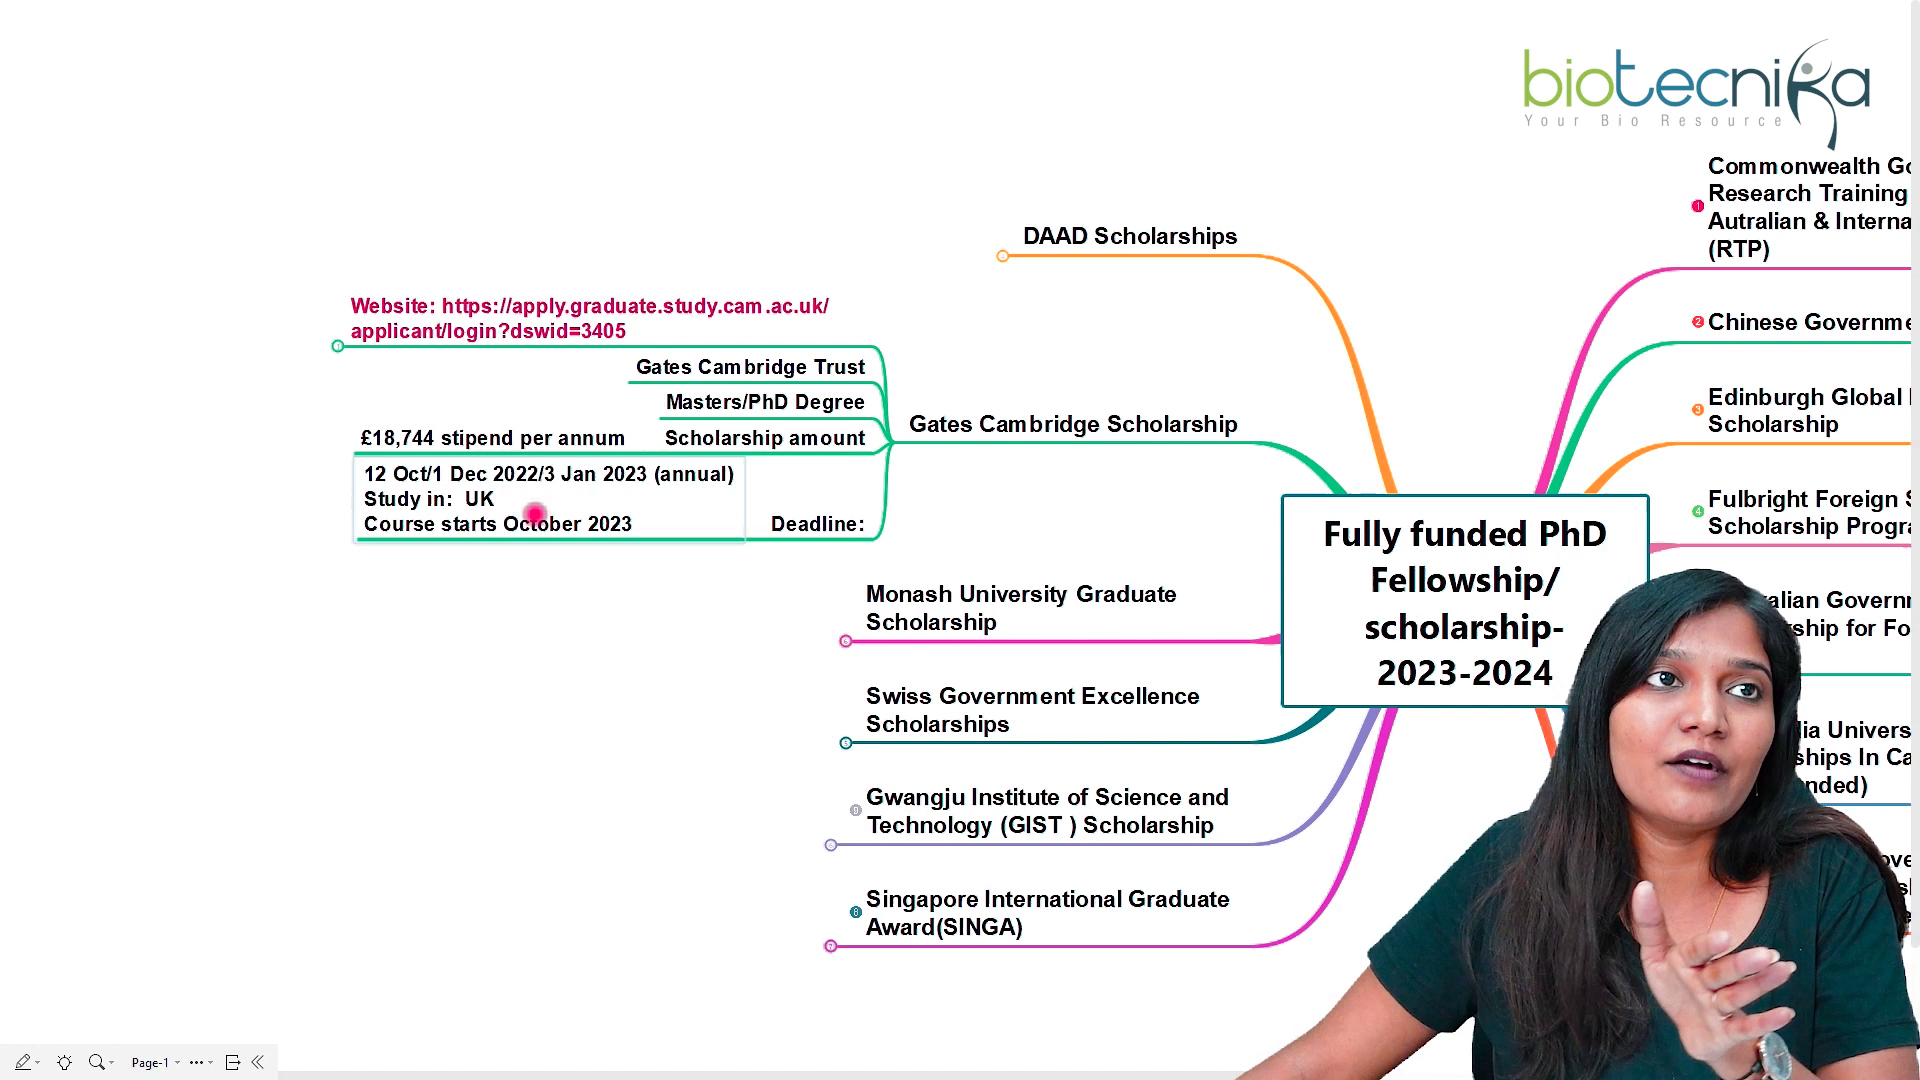 biotecnika
Your Bio Resource
DAAD Scholarships
Website: https://apply.graduate.study.cam.ac.uk/
applicant/login?dswid=3405
Gates Cambridge Trust
Masters/PhD Degree
£18,744 stipend per annum
Scholarship amount
12 Oct/1 Dec 2022/3 Jan 2023 (annual)
Study in: UK
Course starts October 2023
Deadline:
Gates Cambridge Scholarship
Monash University Graduate
Scholarship
Swiss Government Excellence
Scholarships
Gwangju Institute of Science and
Technology (GIST ) Scholarship
Singapore International Graduate
Award(SINGA)
Fully funded PhD
Fellowship/
scholarship-
2023-2024
Commonwealth
Research Training
Autralian &
(RTP)
Chinese
Edinburgh Global
Scholarship
Fulbright Foreign
Scholarship
for
In
Page-1